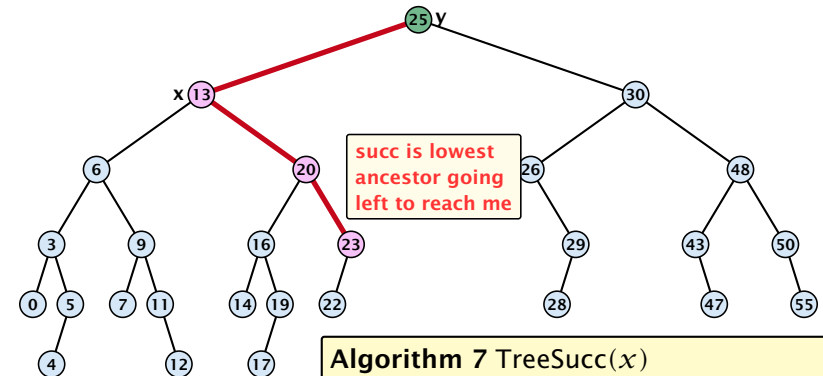 25 y
x 13 30
6 20 26 48
succ is lowest
ancestor going
left to reach me
3 9 16 23 29 43 50
0 5 7 11 14 19 22 28 47 55
4 12 17
Algorithm 7 TreeSucc(x)